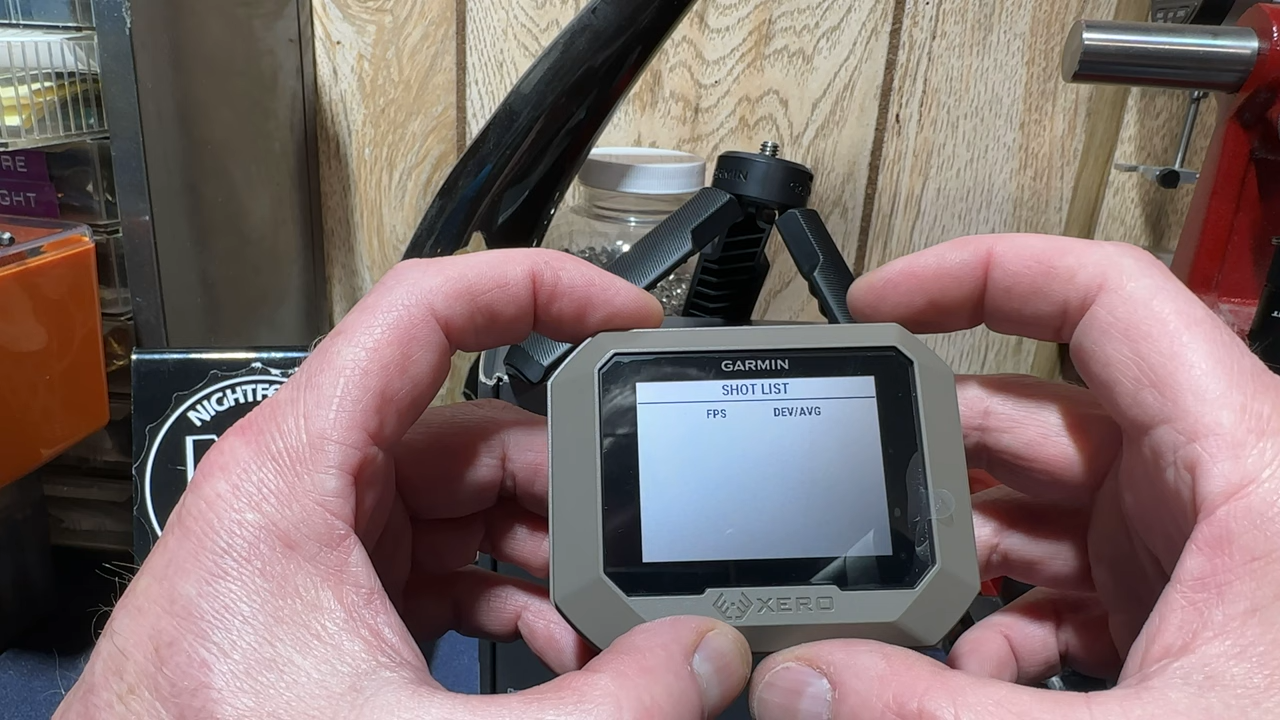 RE
GHT
NIGHTF
GARMIN
SHOT LIST
FPS DEV/AVG
XERO